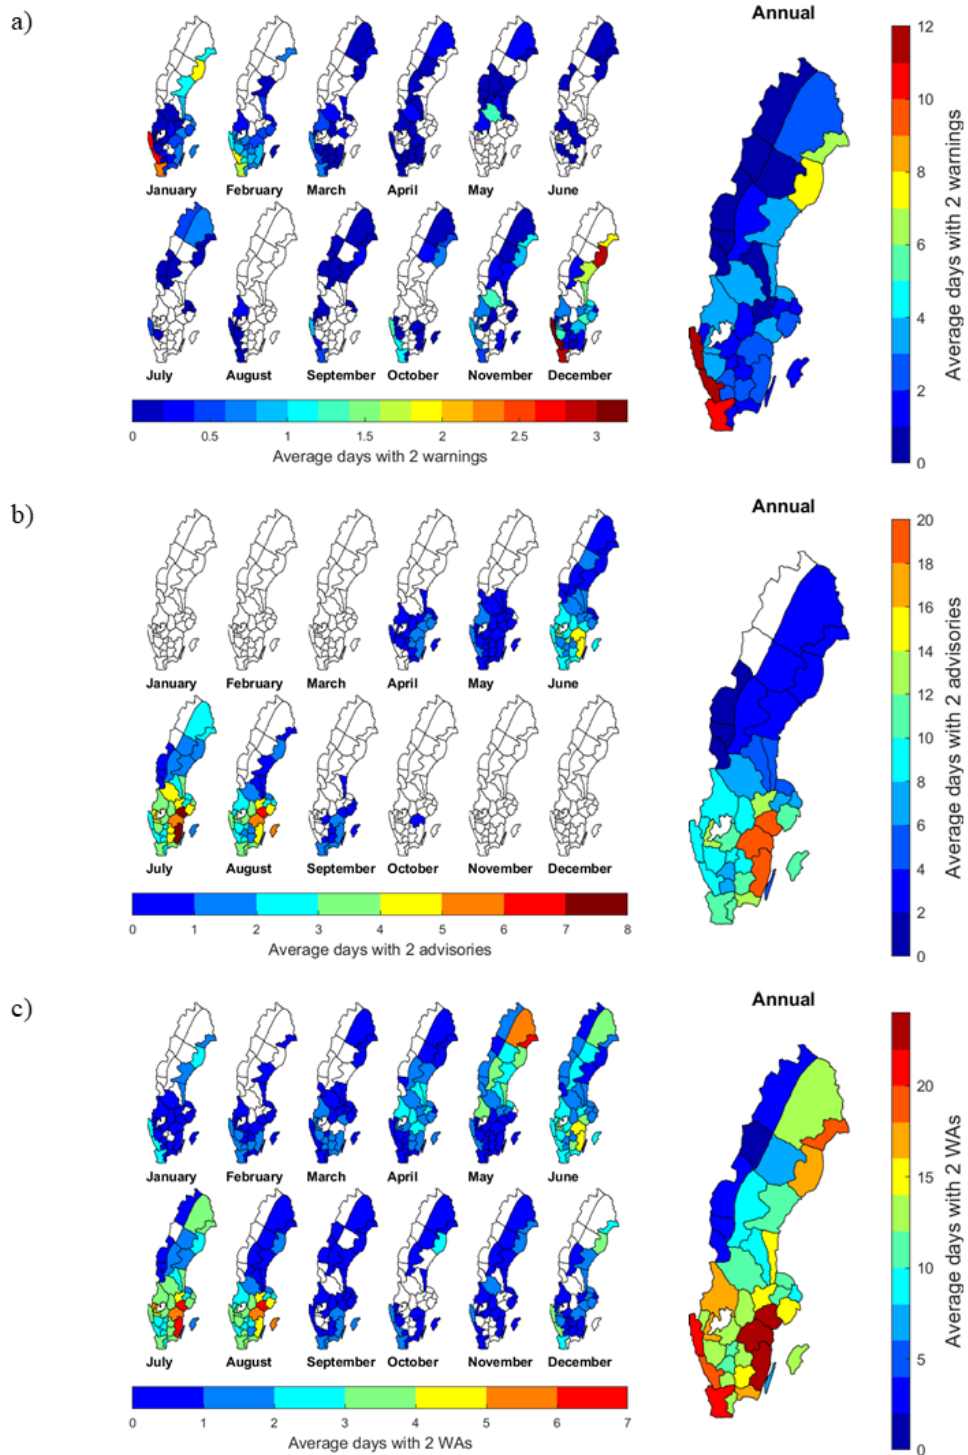 a)
Annual
January February March April May June
July August September October November December
0 0.5 1 1.5 2 2.5 3
Average days with 2 warnings
12
10
8
6
4
2
0
Average days with 2 warnings
b)
Annual
January February March April May June
July August September October November December
0 1 2 3 4 5 6 7 8
Average days with 2 advisories
20
18
16
14
12
10
8
6
4
2
0
Average days with 2 advisories
c)
Annual
January February March April May June
July August September October November December
0 1 2 3 4 5 6 7
Average days with 2 WAs
20
15
10
5
0
Average days with 2 WAs